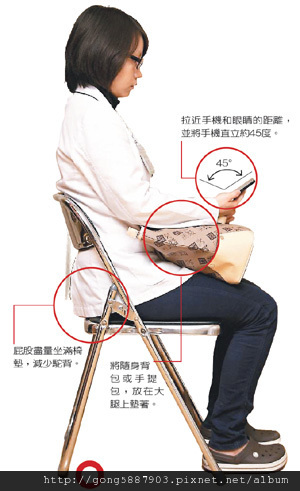 拉近手機和眼睛的距離，
並將手機直立約45度。
45°
屁股盡量坐滿椅
墊，減少駝背。
將隨身背
包或手提
包，放在大
腿上墊著。
http://gong5887903.pixnet.net/album